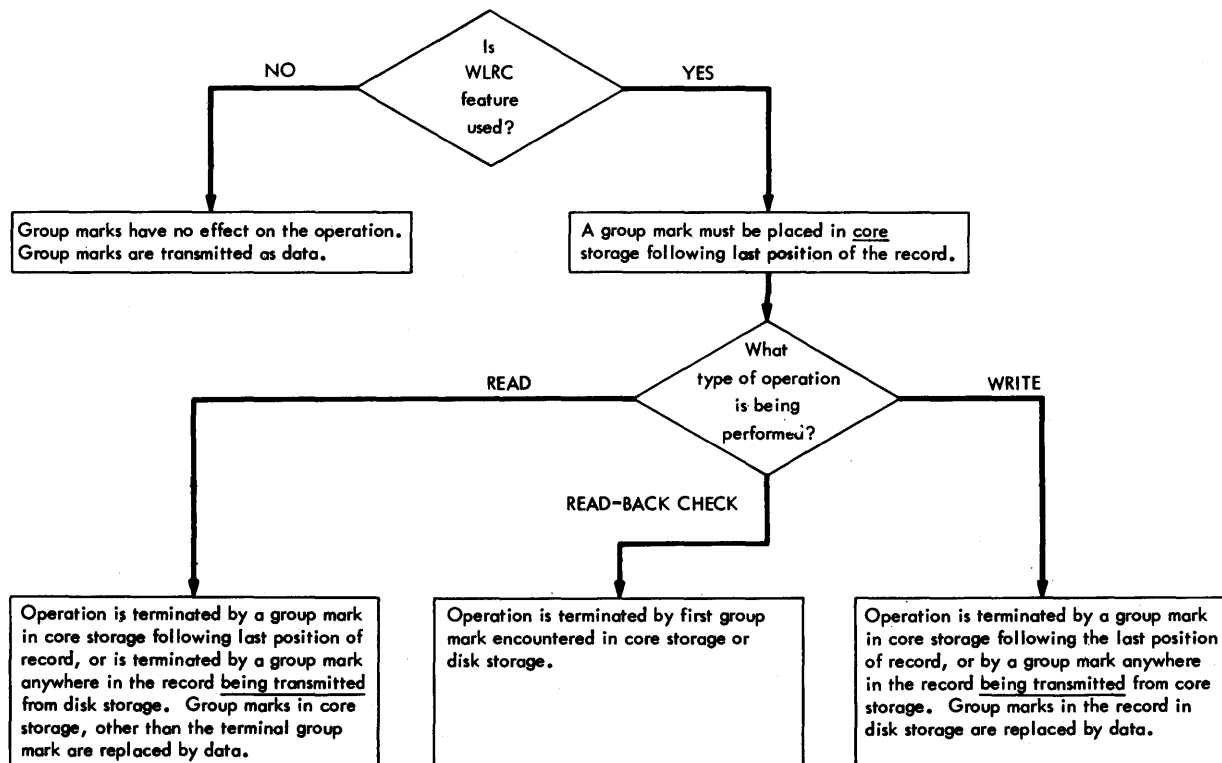 Is
WLRC
feature
used?
NO
YES
Group marks have no effect on the operation.
Group marks are transmitted as data.
A group mark must be placed in core
storage following last position of the record.
What
type of operation
is being
performed?
READ
WRITE
READ-BACK CHECK
Operation is terminated by a group mark
in core storage following last position of
record, or is terminated by a group mark
anywhere in the record being transmitted
from disk storage. Group marks in core
storage, other than the terminal group
mark are replaced by data.
Operation is terminated by first group
mark encountered in core storage or
disk storage.
Operation is terminated by a group mark
in core storage following the last position
of record, or by a group mark anywhere
in the record being transmitted from core
storage. Group marks in the record in
disk storage are replaced by data.